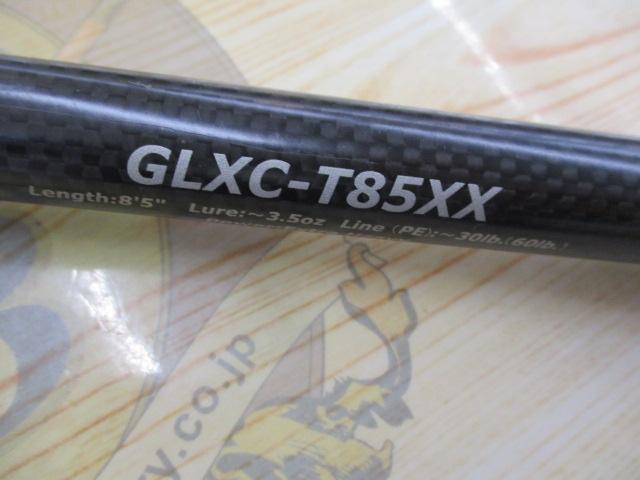 GLXC-T85XX
Length:8'5" Lure:~3.5oz Line (PE):~30lb.(60lb.)
y.co.jp